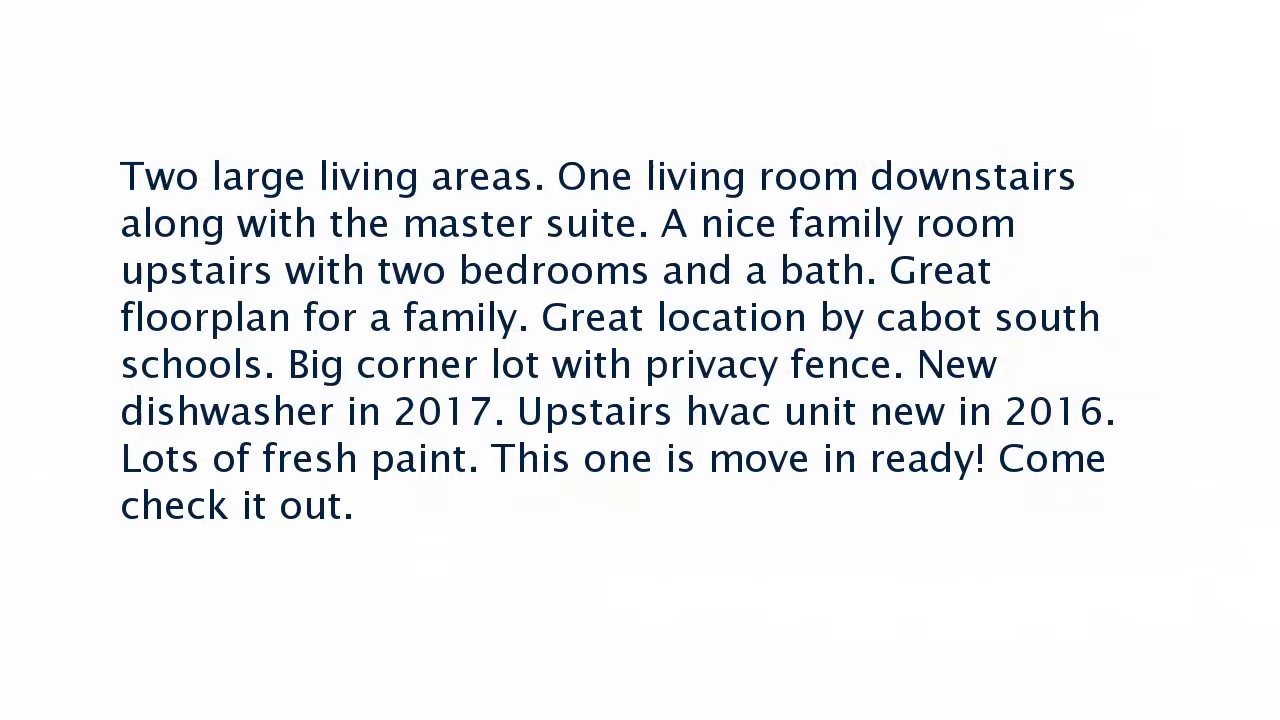 Two large living areas. One living room downstairs
along with the master suite. A nice family room
upstairs with two bedrooms and a bath. Great
floorplan for a family. Great location by cabot south
schools. Big corner lot with privacy fence. New
dishwasher in 2017. Upstairs hvac unit new in 2016.
Lots of fresh paint. This one is move in ready! Come
check it out.